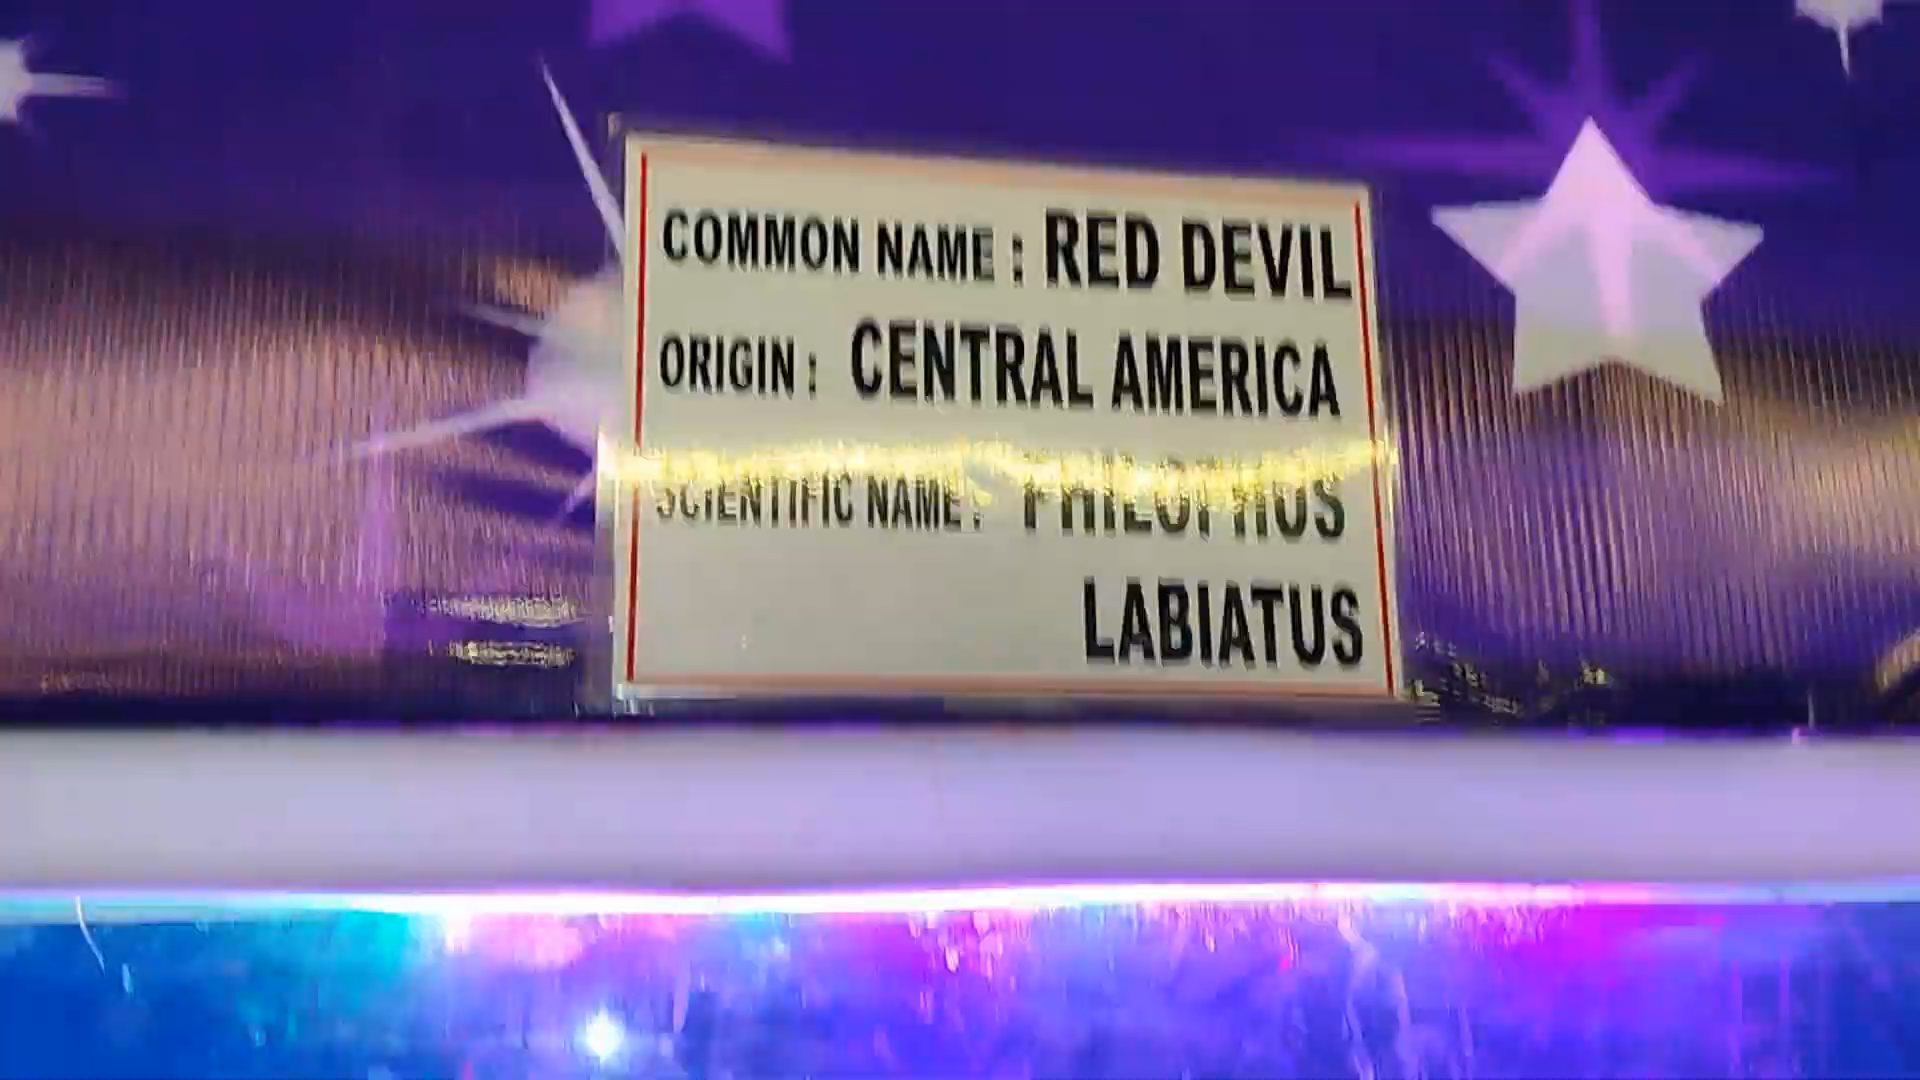 COMMON NAME : RED DEVIL
ORIGIN : CENTRAL AMERICA
SCIENTIFIC NAME :
LABIATUS